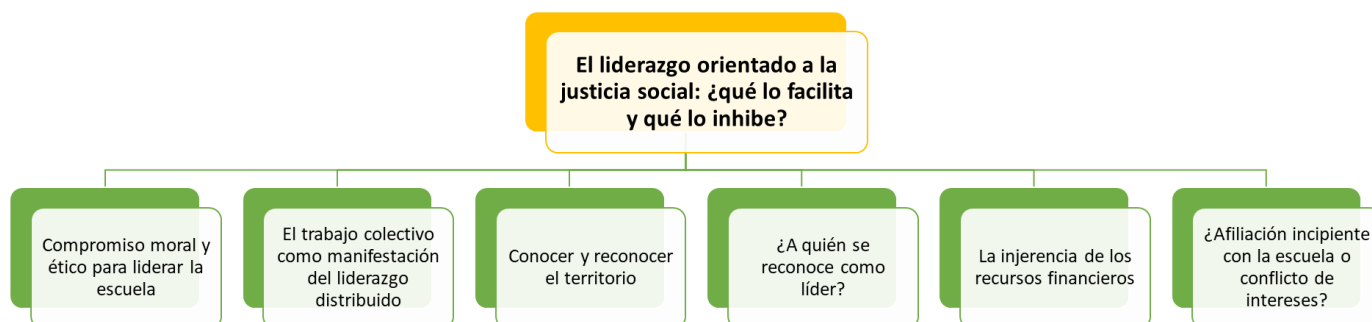 El liderazgo orientado a la
justicia social: ¿qué lo facilita
y qué lo inhibe?
Compromiso moral y
ético para liderar la
escuela
El trabajo colectivo
como manifestación
del liderazgo
distribuido
Conocer y reconocer
el territorio
¿A quién se
reconoce como
líder?
La injerencia de los
recursos financieros
¿Afiliación incipiente
con la escuela o
conflicto de
intereses?